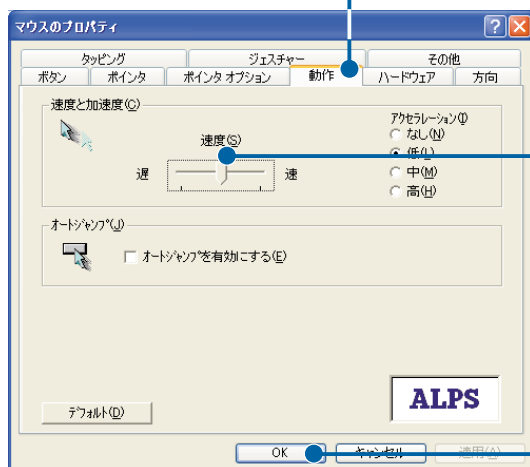 マウスのプロパティ
タッピング ジェスチャー その他
ボタン ポインタ ポインタ オプション 動作 ハードウェア 方向
速度と加速度(C)
アクセラレーション(I)
なし(N)
速度(S)
低(L)
遅 速
中(M)
高(H)
オートジャンプ(J)
オートジャンプを有効にする(E)
ALPS
デフォルト(D)
OK キャンセル 適用(A)